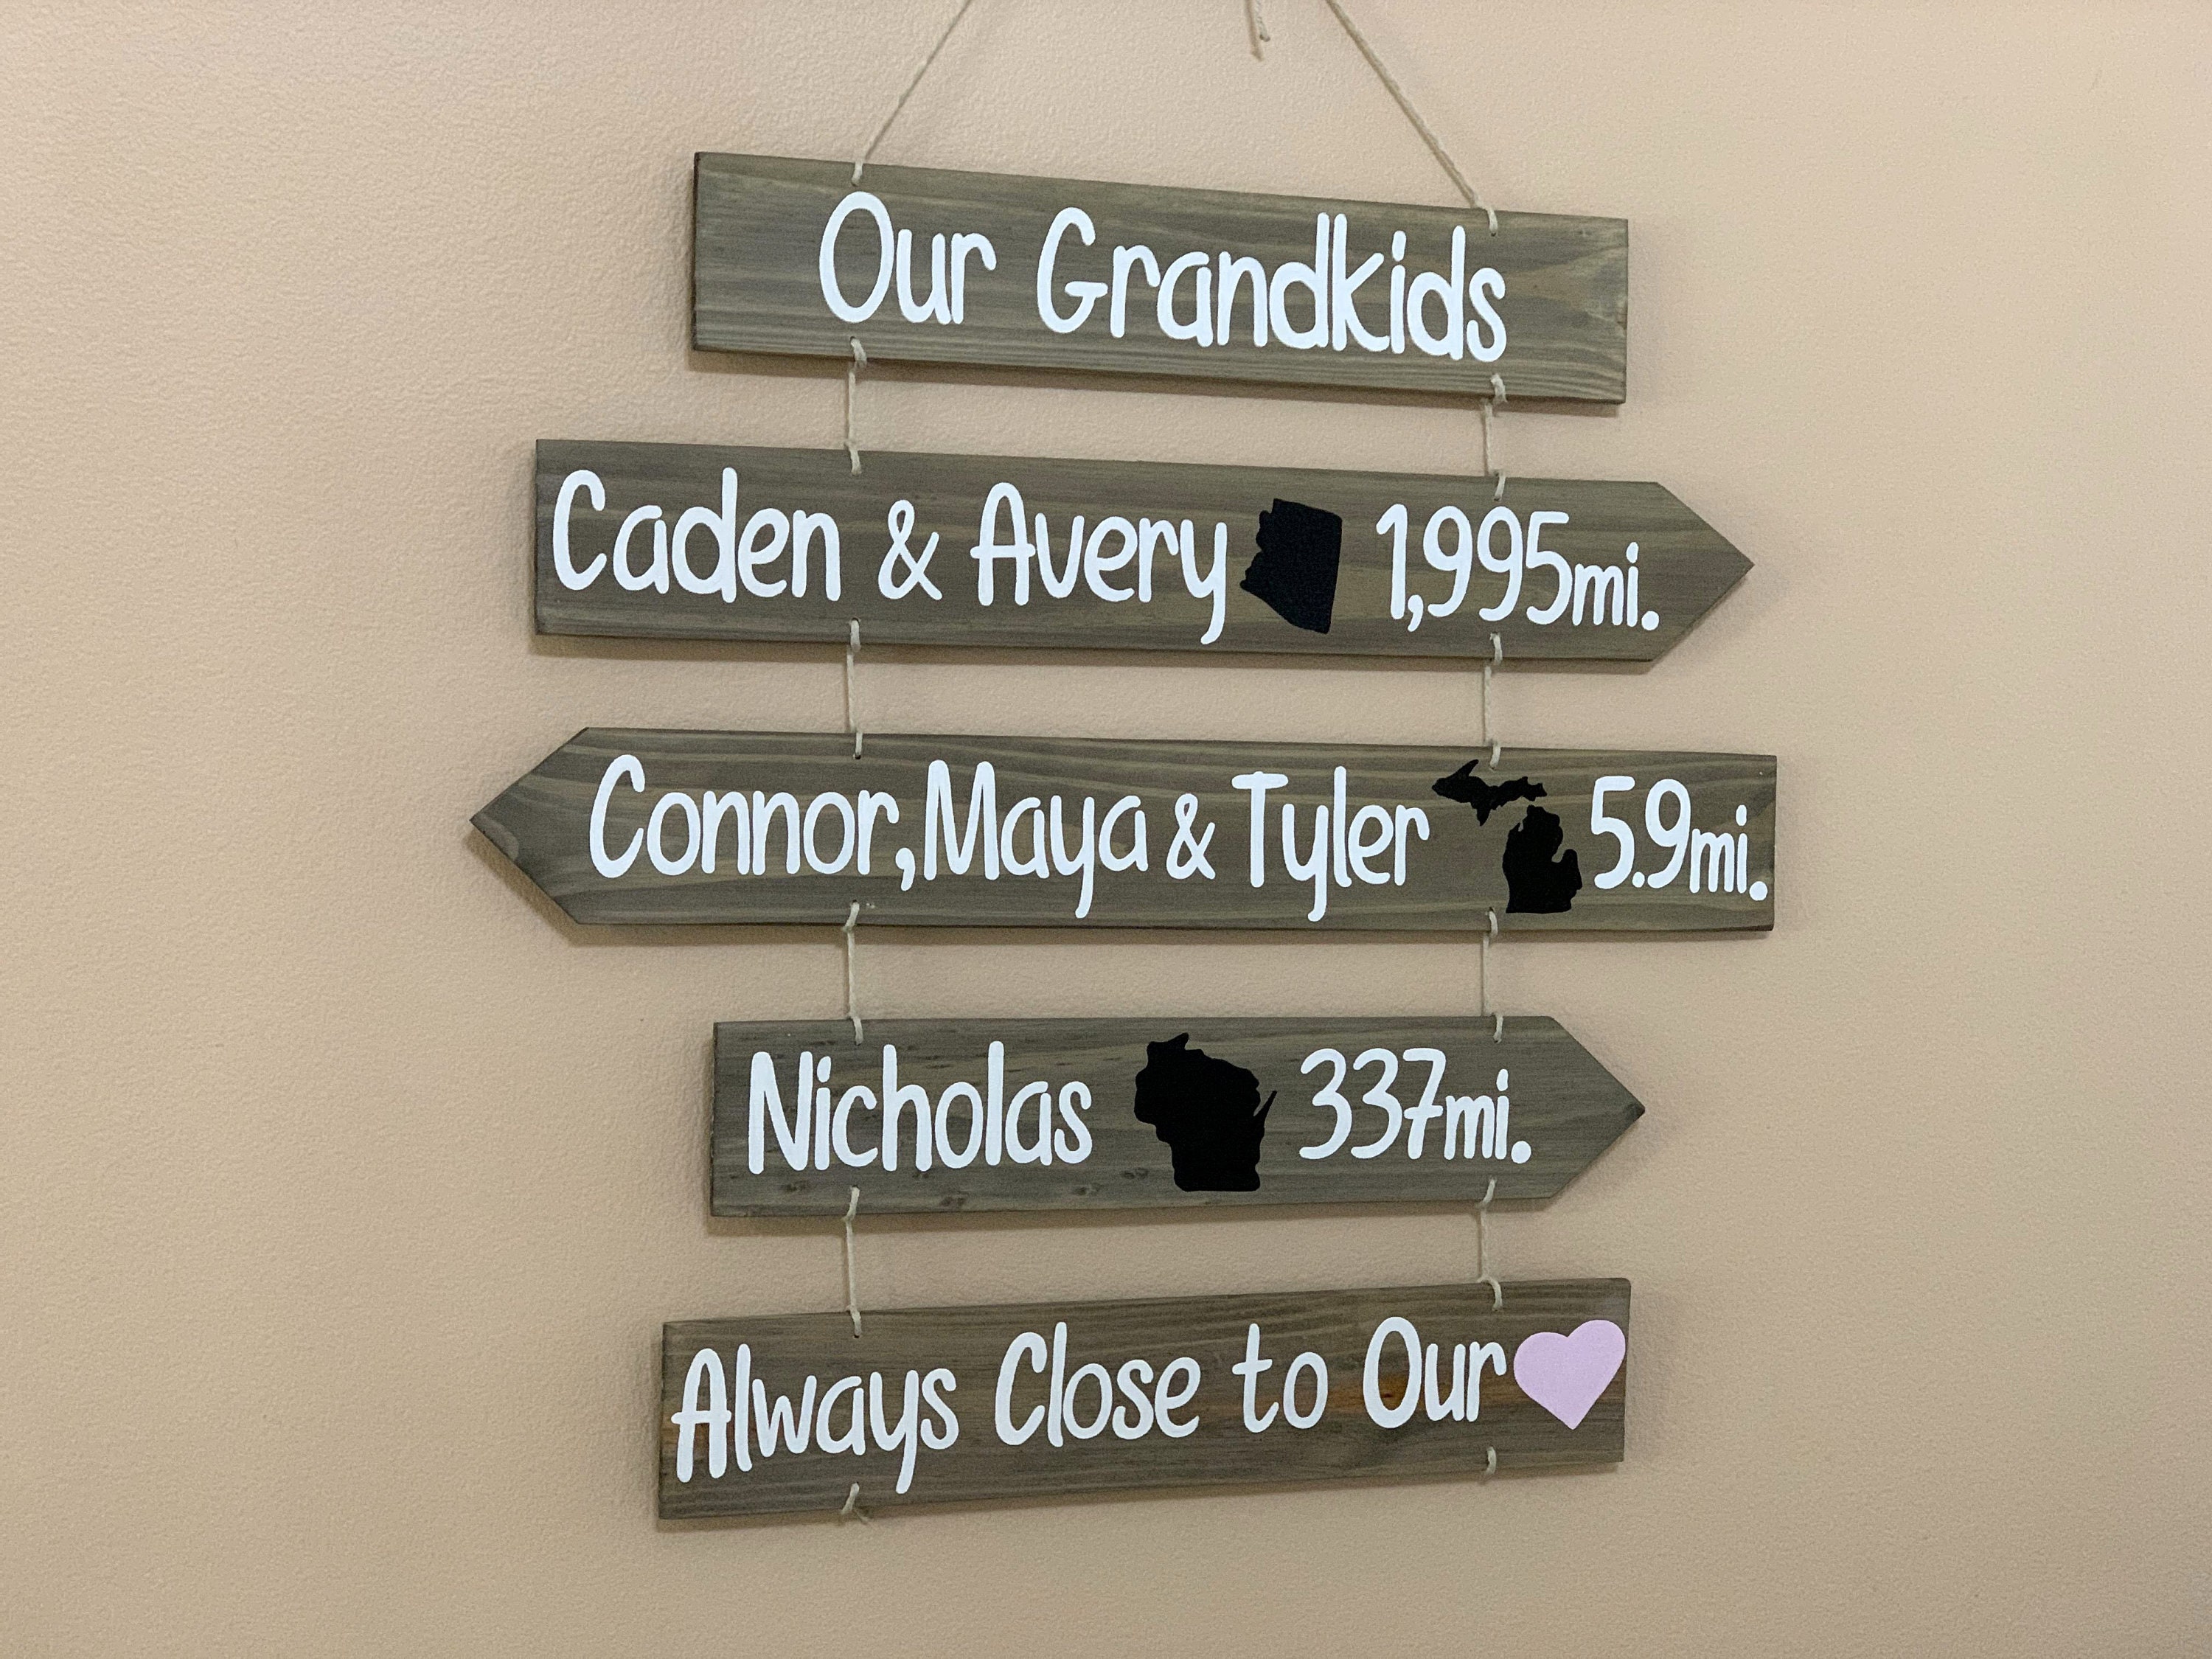 Our Grandkids
Caden & Avery 1,995mi.
Connor, Maya & Tyler 5.9mi.
Nicholas 337mi.
Always Close to Our